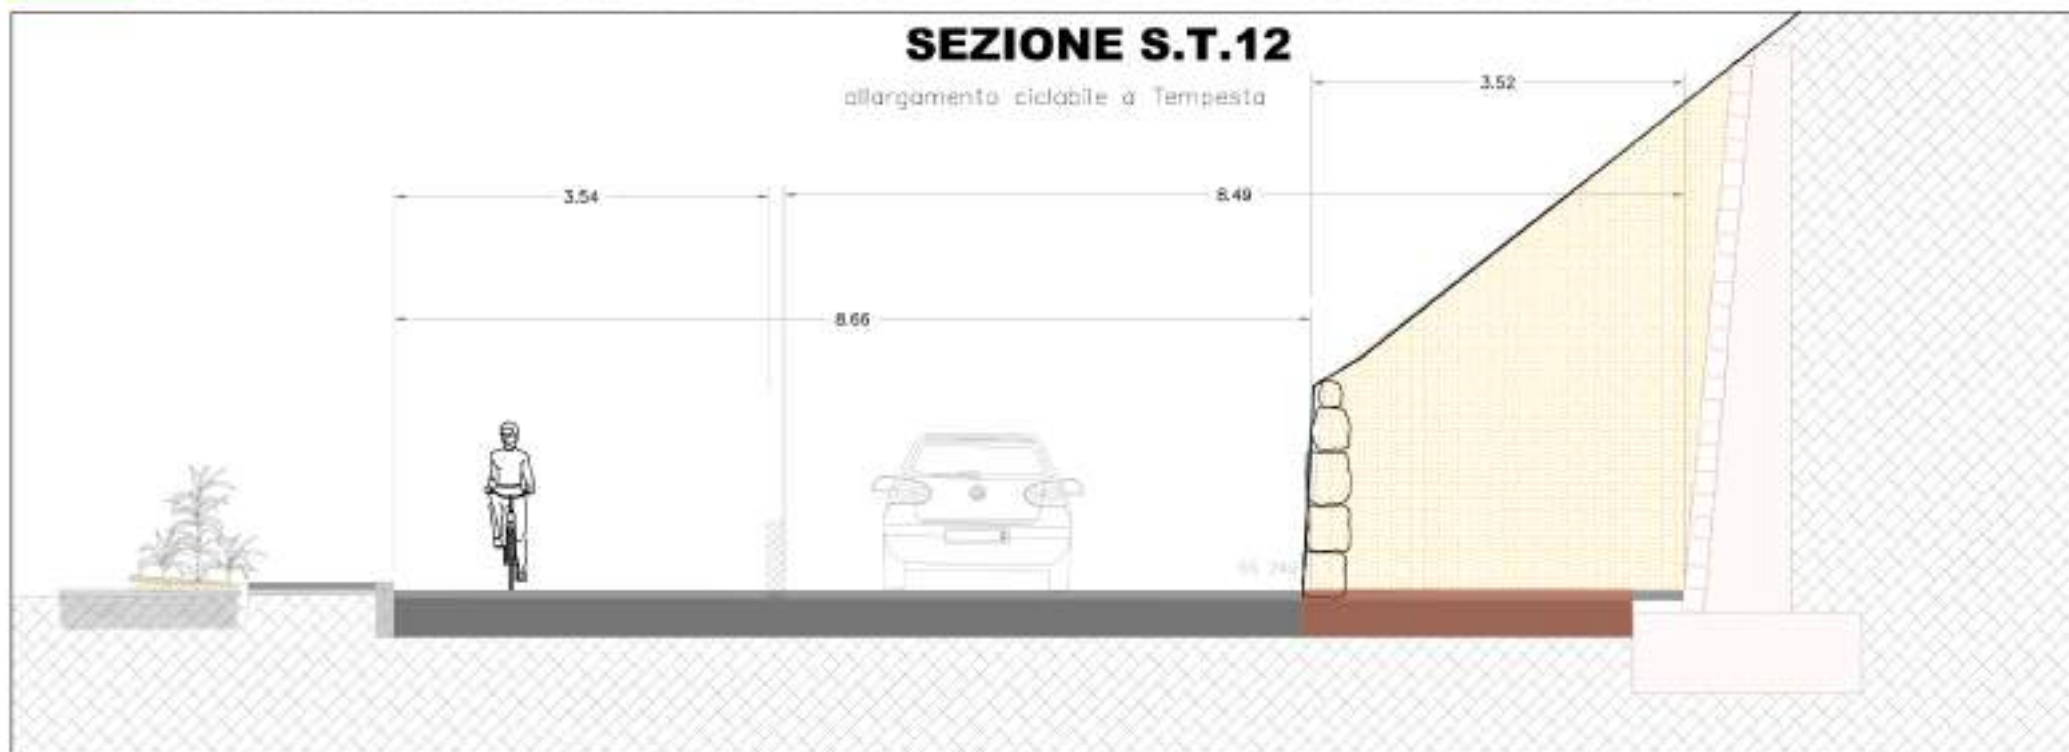 SEZIONE S.T.12
allargamento ciclabile a Tempesta
3.52
3.54
8.49
8.66